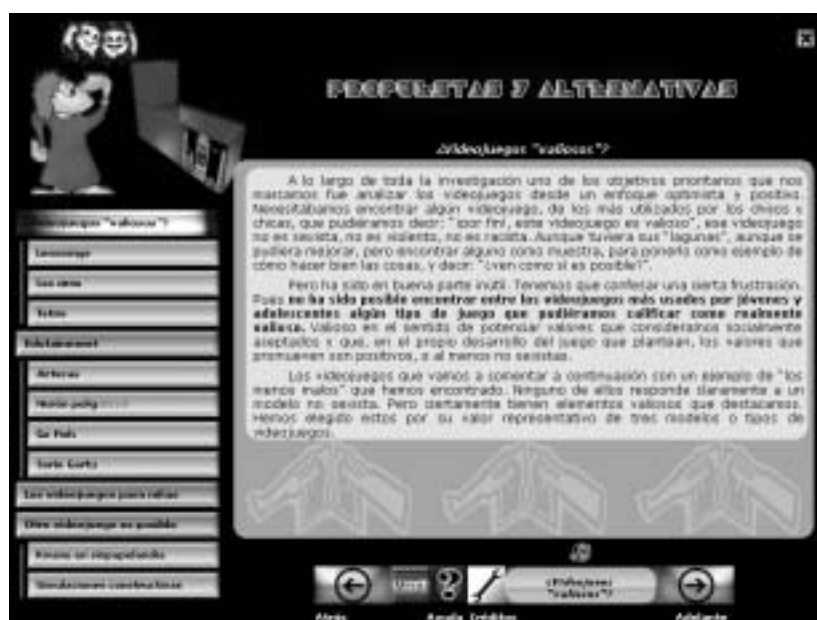 PROPUESTAS Y ALTERNATIVAS
¿Videojuegos "valiosos"?
A lo largo de toda la investigación uno de los objetivos prioritarios que nos
marcamos fue analizar los videojuegos desde un enfoque optimista y positivo.
Necesitábamos encontrar algún videojuego, de los más utilizados por los chicos y
chicas, que pudiéramos decir: "¡por fin!, este videojuego es valioso", ese videojuego
no es sexista, no es violento, no es racista. Aunque tuviera sus "lagunas", aunque se
pudiera mejorar, pero encontrar alguno como muestra, para ponerlo como ejemplo de
cómo hacer bien las cosas, y decir: "¿ven como sí es posible?".
Pero ha sido en buena parte inútil. Tenemos que confesar una cierta frustración.
Pues no ha sido posible encontrar entre los videojuegos más usados por jóvenes y
adolescentes algún tipo de juego que pudiéramos calificar como realmente
valioso. Valioso en el sentido de potenciar valores que consideramos socialmente
aceptados y que, en el propio desarrollo del juego que plantean, los valores que
promueven son positivos, o al menos no sexistas.
Los videojuegos que vamos a comentar a continuación son un ejemplo de "los
menos malos" que hemos encontrado. Ninguno de ellos responde claramente a un
modelo no sexista. Pero ciertamente tienen elementos valiosos que destacamos.
Hemos elegido estos por su valor representativo de tres modelos o tipos de
videojuegos.
¿Videojuegos "valiosos"?
Lemmings
Los sims
Tetris
Edutainment
Go Pets
Los videojuegos para niñas
Otro videojuego es posible
Simulaciones constructivas
¿Videojuegos
"valiosos"?
Atrás
Ayuda
Créditos
Adelante